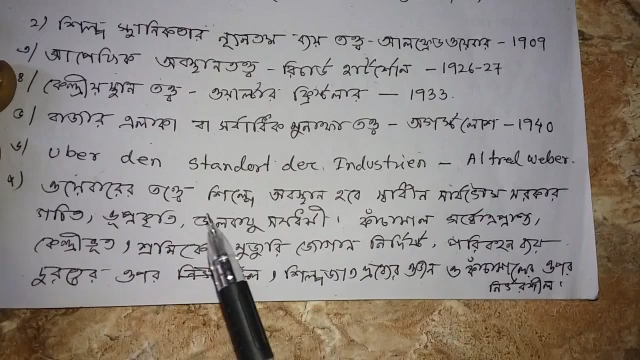 ২) শিল্প স্থানিকতার ন্যূনতম ব্যয় তত্ত্ব - আলফ্রেড ওয়েবার - 1909
৩) আপেক্ষিক অবস্থানতত্ত্ব - রিচার্ড হার্টশোন - 1926-27
৪) কেন্দ্রীয়স্থান তত্ত্ব - ওয়াল্টার ক্রিস্টলার - 1933.
৫) বাজার এলাকা বা সর্বাধিক মুনাফা তত্ত্ব - অগাস্ট লোশ - 1940
৬) Uber den Standort der Industrien - Alfred Weber.
৭) ওয়েবারের তত্ত্বে শিল্পে অবস্থান হবে স্বাধীন সার্বভৌম সরকার
গঠিত, ভূপ্রকৃতি, জলবায়ু সমধর্মী। কাঁচামাল সর্বত্রপ্রাপ্ত,
কেন্দ্রীভূত, শ্রমিকের মজুরি জোগান নির্দিষ্ট, পরিবহন ব্যয়
দূরত্বের ওপর, শিল্পজাত দ্রব্যের ওজন ও কাঁচামালের ওপর
নির্ভরশীল।